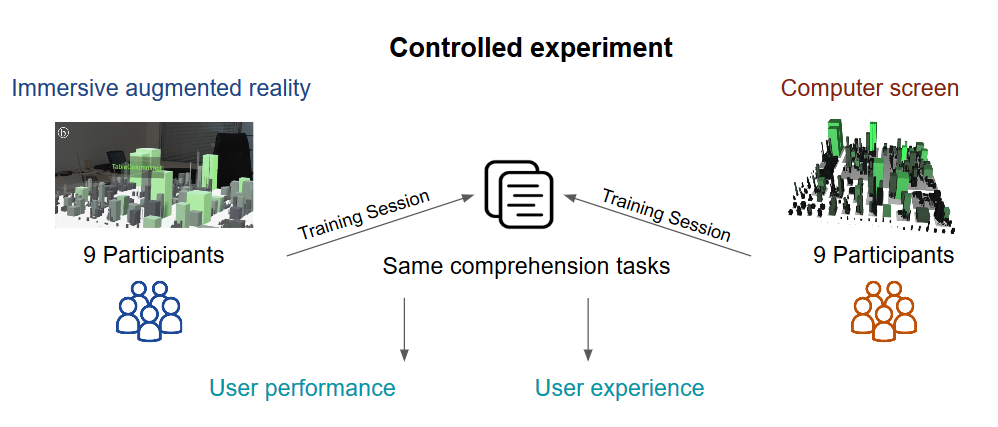 Controlled experiment
Immersive augmented reality
Computer screen
Training Session
Training Session
9 Participants
Same comprehension tasks
9 Participants
User performance
User experience